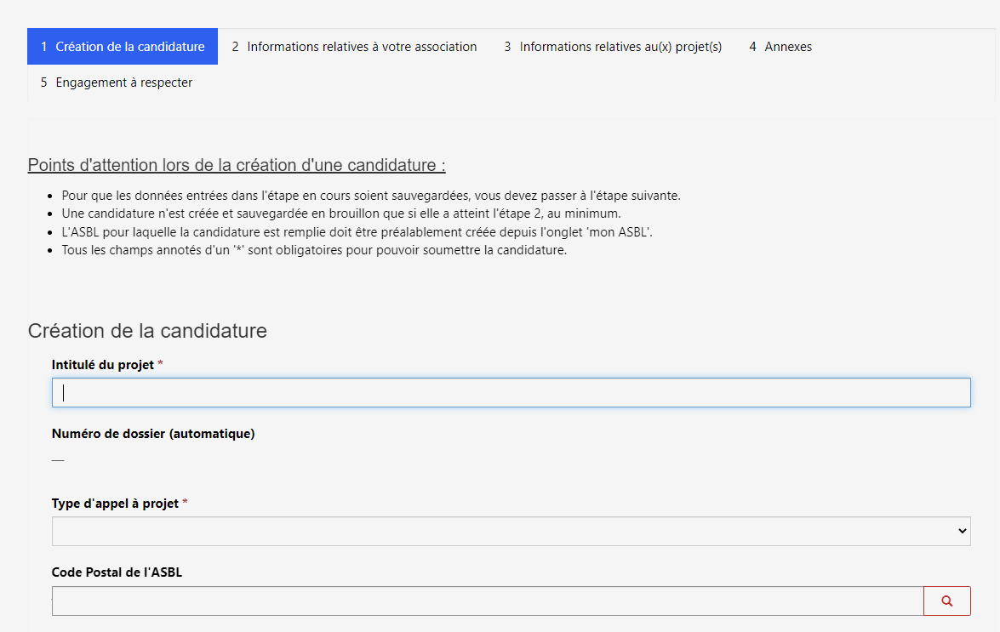 1 Création de la candidature 2 Informations relatives à votre association 3 Informations relatives au(x) projet(s) 4 Annexes
5 Engagement à respecter
Points d'attention lors de la création d'une candidature :
• Pour que les données entrées dans l'étape en cours soient sauvegardées, vous devez passer à l'étape suivante.
• Une candidature n'est créée et sauvegardée en brouillon que si elle a atteint l'étape 2, au minimum.
• L'ASBL pour laquelle la candidature est remplie doit être préalablement créée depuis l'onglet 'mon ASBL'.
• Tous les champs annotés d'un '*' sont obligatoires pour pouvoir soumettre la candidature.
Création de la candidature
Intitulé du projet *
Numéro de dossier (automatique)
—
Type d'appel à projet *
Code Postal de l'ASBL